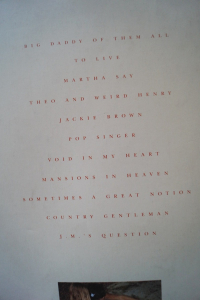 BIG DADDY OF THEM ALL
TO LIVE
MARTHA SAY
THEO AND WEIRD HENRY
JACKIE BROWN
POP SINGER
VOID IN MY HEART
MANSIONS IN HEAVEN
SOMETIMES A GREAT NOTION
COUNTRY GENTLEMAN
J.M.'S QUESTION